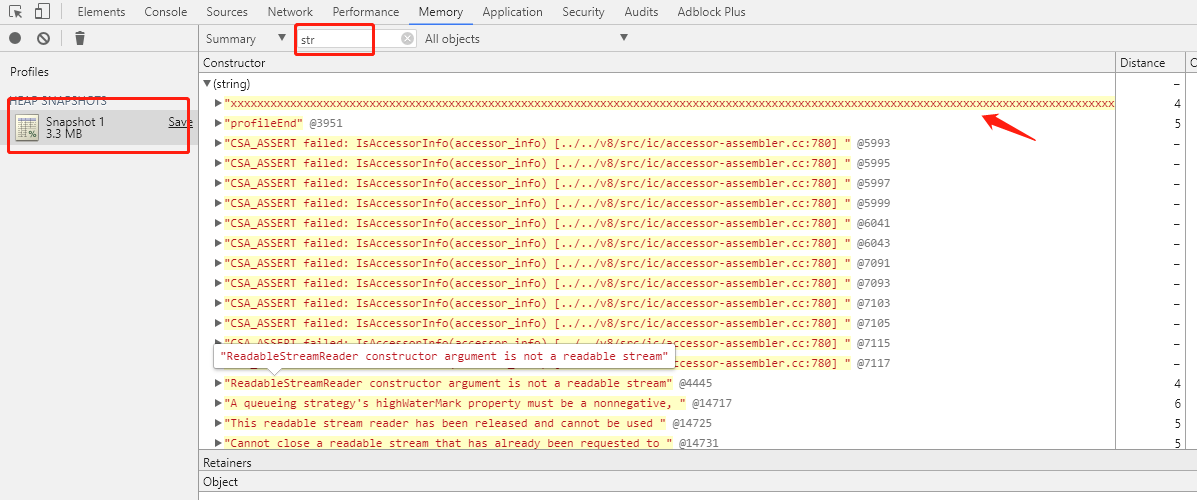 Elements Console Sources Network Performance Memory Application Security Audits Adblock Plus
Summary ▼ str All objects ▼
Profiles
Constructor Distance
HEAP SNAPSHOTS
Snapshot 1 Save
3.3 MB
▼(string) –
4
▶"profileEnd" @3951 5
▶"CSA_ASSERT failed: IsAccessorInfo(accessor_info) [../../v8/src/ic/accessor-assembler.cc:780] " @5993 –
▶"CSA_ASSERT failed: IsAccessorInfo(accessor_info) [../../v8/src/ic/accessor-assembler.cc:780] " @5995 –
▶"CSA_ASSERT failed: IsAccessorInfo(accessor_info) [../../v8/src/ic/accessor-assembler.cc:780] " @5997 –
▶"CSA_ASSERT failed: IsAccessorInfo(accessor_info) [../../v8/src/ic/accessor-assembler.cc:780] " @5999 –
▶"CSA_ASSERT failed: IsAccessorInfo(accessor_info) [../../v8/src/ic/accessor-assembler.cc:780] " @6041 –
▶"CSA_ASSERT failed: IsAccessorInfo(accessor_info) [../../v8/src/ic/accessor-assembler.cc:780] " @6043 –
▶"CSA_ASSERT failed: IsAccessorInfo(accessor_info) [../../v8/src/ic/accessor-assembler.cc:780] " @7091 –
▶"CSA_ASSERT failed: IsAccessorInfo(accessor_info) [../../v8/src/ic/accessor-assembler.cc:780] " @7093 –
▶"CSA_ASSERT failed: IsAccessorInfo(accessor_info) [../../v8/src/ic/accessor-assembler.cc:780] " @7103 –
▶"CSA_ASSERT failed: IsAccessorInfo(accessor_info) [../../v8/src/ic/accessor-assembler.cc:780] " @7105 –
▶"CSA_ASSERT failed: IsAccessorInfo(accessor_info) [../../v8/src/ic/accessor-assembler.cc:780] " @7115 –
"ReadableStreamReader constructor argument is not a readable stream"
/accessor-assembler.cc:780] " @7117 –
▶"ReadableStreamReader constructor argument is not a readable stream" @4445 4
▶"A queueing strategy's highWaterMark property must be a nonnegative, " @14717 6
▶"This readable stream reader has been released and cannot be used " @14725 5
▶"Cannot close a readable stream that has already been requested to " @14731 5
Retainers
Object